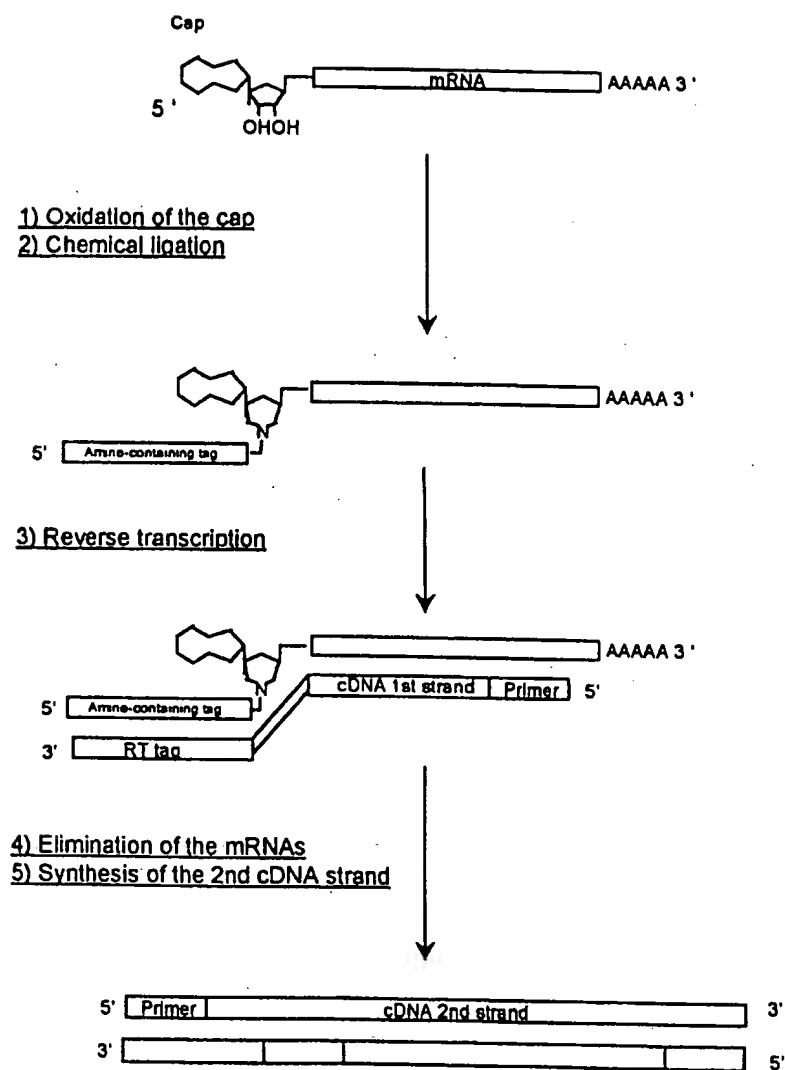 Cap
mRNA AAAAA 3 '
5 '
OHOH
1) Oxidation of the cap
2) Chemical ligation
AAAAA 3 '
N
5' Amine-containing tag
3) Reverse transcription
AAAAA 3 '
N
cDNA 1st strand Primer 5'
5' Amine-containing tag
3' RT tag
4) Elimination of the mRNAs
5) Synthesis of the 2nd cDNA strand
5' Primer cDNA 2nd strand 3'
3' 5'